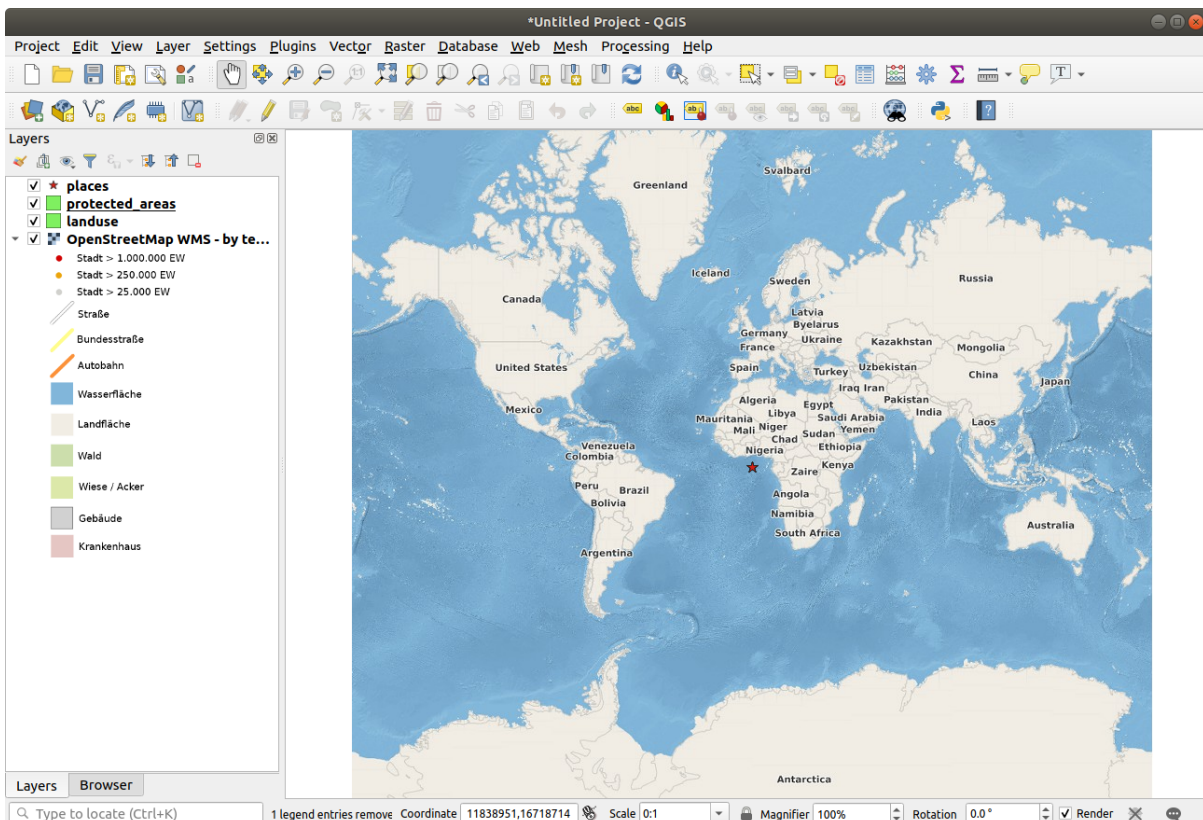 *Untitled Project - QGIS
Project Edit View Layer Settings Plugins Vector Raster Database Web Mesh Processing Help
Layers
places
protected_areas
landuse
OpenStreetMap WMS - by te...
Stadt > 1.000.000 EW
Stadt > 250.000 EW
Stadt > 25.000 EW
Straße
Bundesstraße
Autobahn
Wasserfläche
Landfläche
Wald
Wiese / Acker
Gebäude
Krankenhaus
Layers Browser
Svalbard
Greenland
Iceland
Sweden
Russia
Canada
Latvia
Byelarus
Germany
Ukraine
France
Kazakhstan
Mongolia
United States
Spain
Turkey
Uzbekistan
China
Japan
Iraq Iran
Algeria
Egypt
Pakistan
Mexico
Libya
India
Mauritania
Saudi Arabia
Mali Niger
Laos
Yemen
Chad
Sudan
Venezuela
Ethiopia
Colombia
Nigeria
Zaire
Kenya
Peru
Brazil
Angola
Bolivia
Namibia
Australia
South Africa
Argentina
Antarctica
Type to locate (Ctrl+K) 1 legend entries remove Coordinate 11838951,16718714 Scale 0:1 Magnifier 100% Rotation 0.0 ° Render